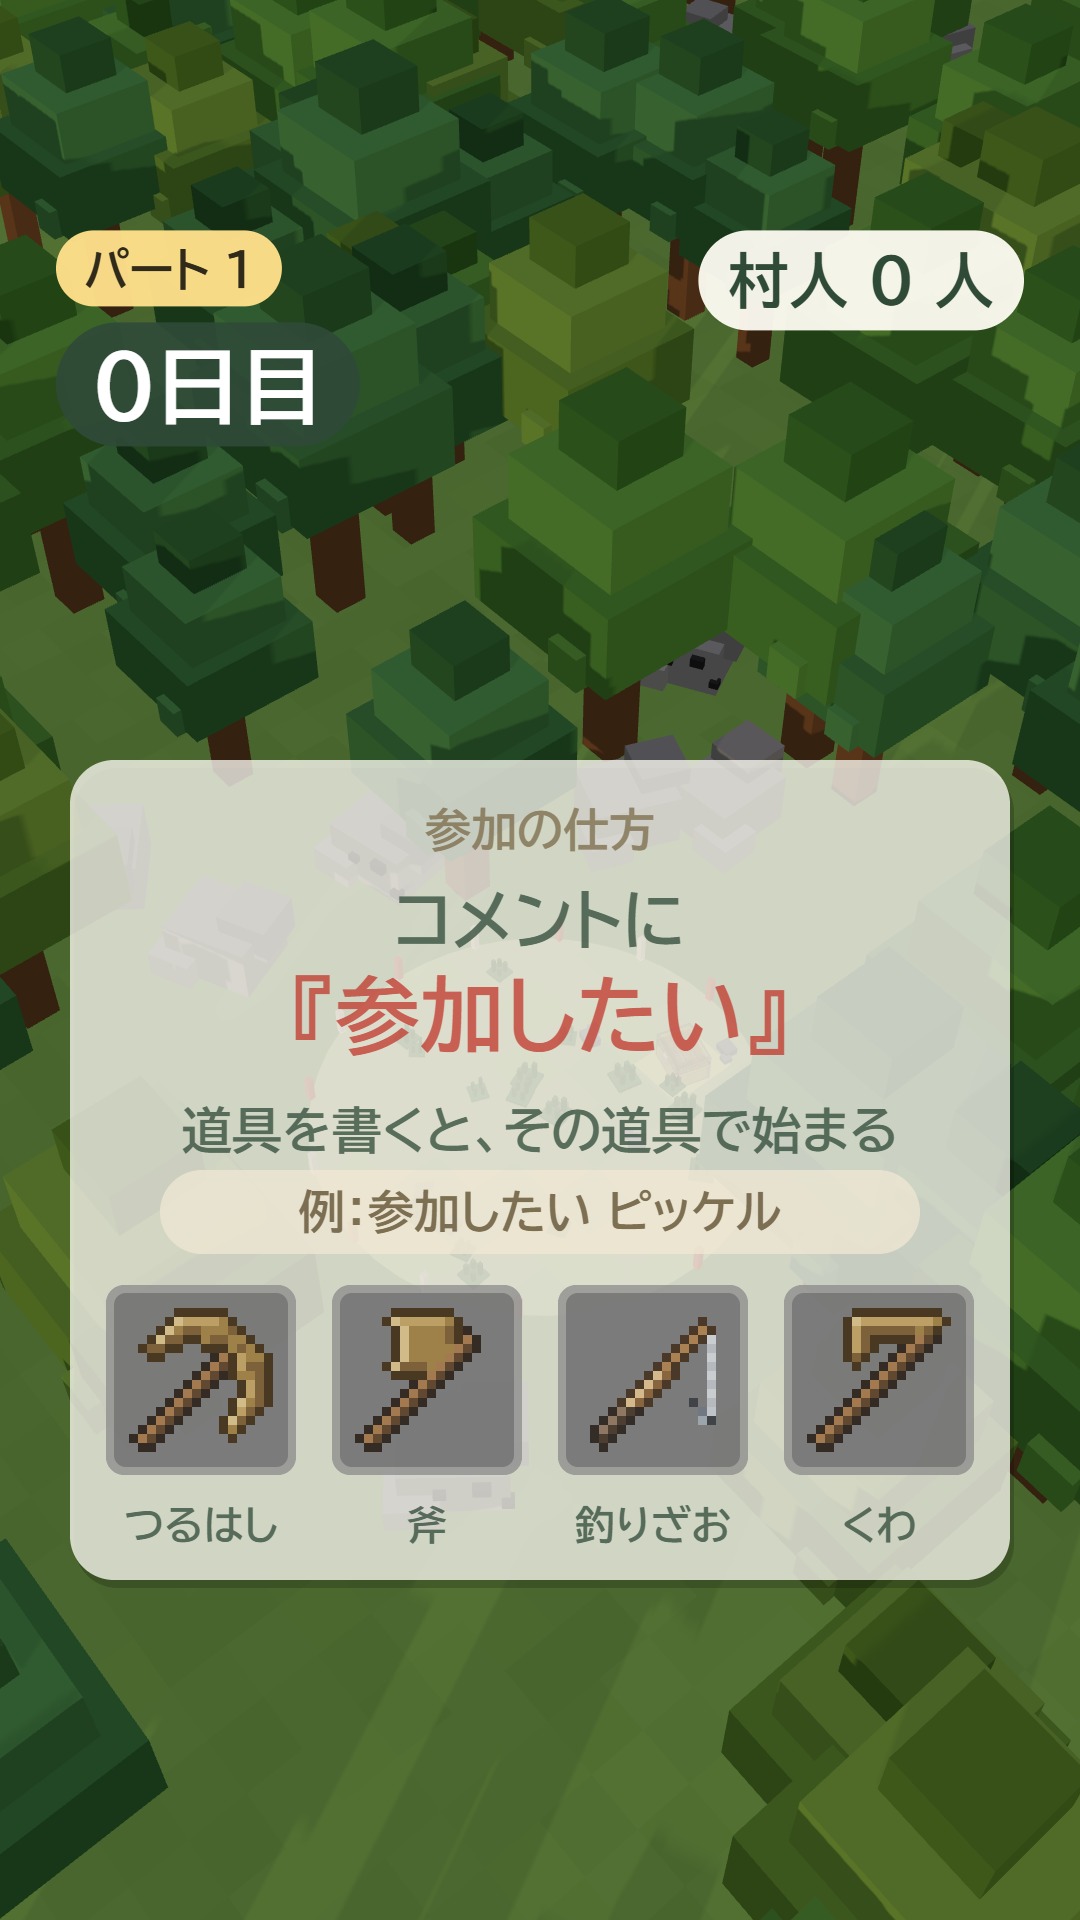 パート 1
村人 0 人
0日目
参加の仕方
コメントに
『参加したい』
道具を書くと、その道具で始まる
例：参加したい ピッケル
つるはし
斧
釣りざお
くわ